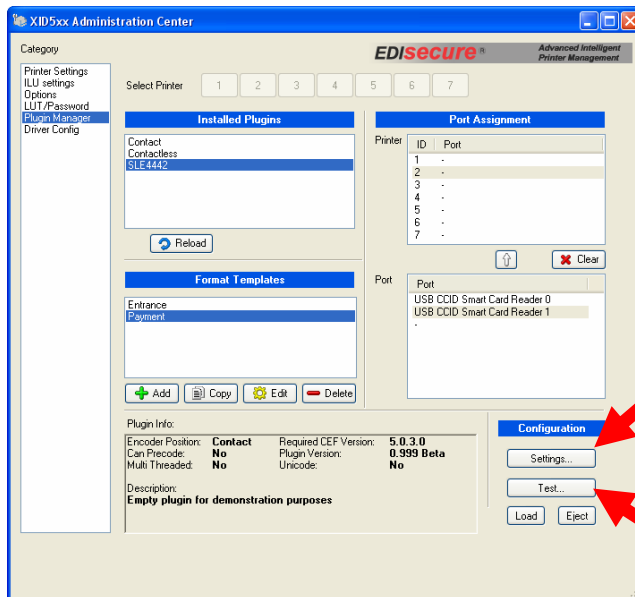 XID5xx Administration Center
Category
EDIsecure ®
Advanced Intelligent
Printer Management
Printer Settings
ILU settings
Options
LUT/Password
Plugin Manager
Driver Config
Select Printer 1 2 3 4 5 6 7
Installed Plugins
Contact
Contactless
SLE4442
Reload
Port Assignment
Printer
ID Port
1 -
2 -
3 -
4 -
5 -
6 -
7 -
Clear
Format Templates
Entrance
Payment
Add Copy Edit Delete
Port
Port
USB CCID Smart Card Reader 0
USB CCID Smart Card Reader 1
-
Plugin Info:
Encoder Position: Contact Required CEF Version: 5.0.3.0
Can Precode: No Plugin Version: 0.999 Beta
Multi Threaded: No Unicode: No
Description:
Empty plugin for demonstration purposes
Configuration
Settings...
Test...
Load Eject